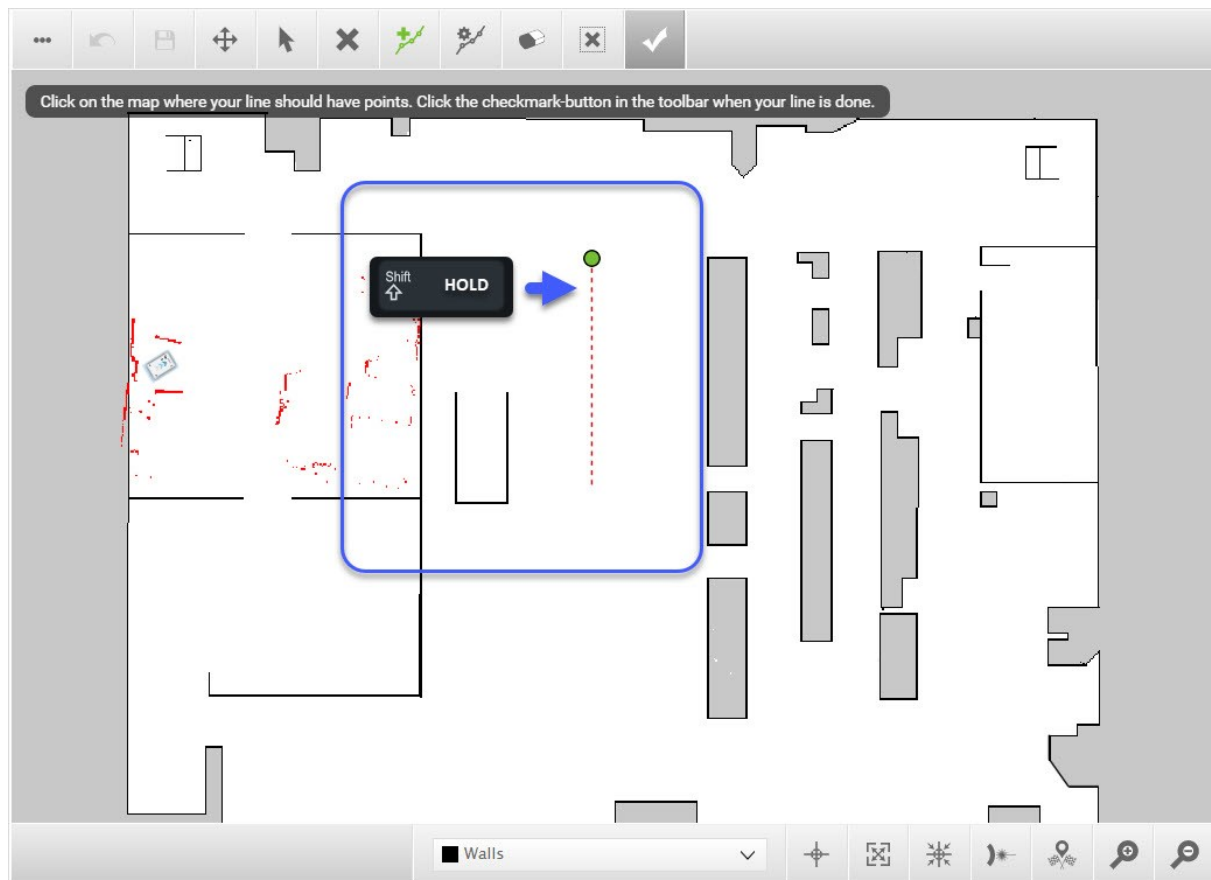 Click on the map where your line should have points. Click the checkmark-button in the toolbar when your line is done.
Shift
HOLD
Walls